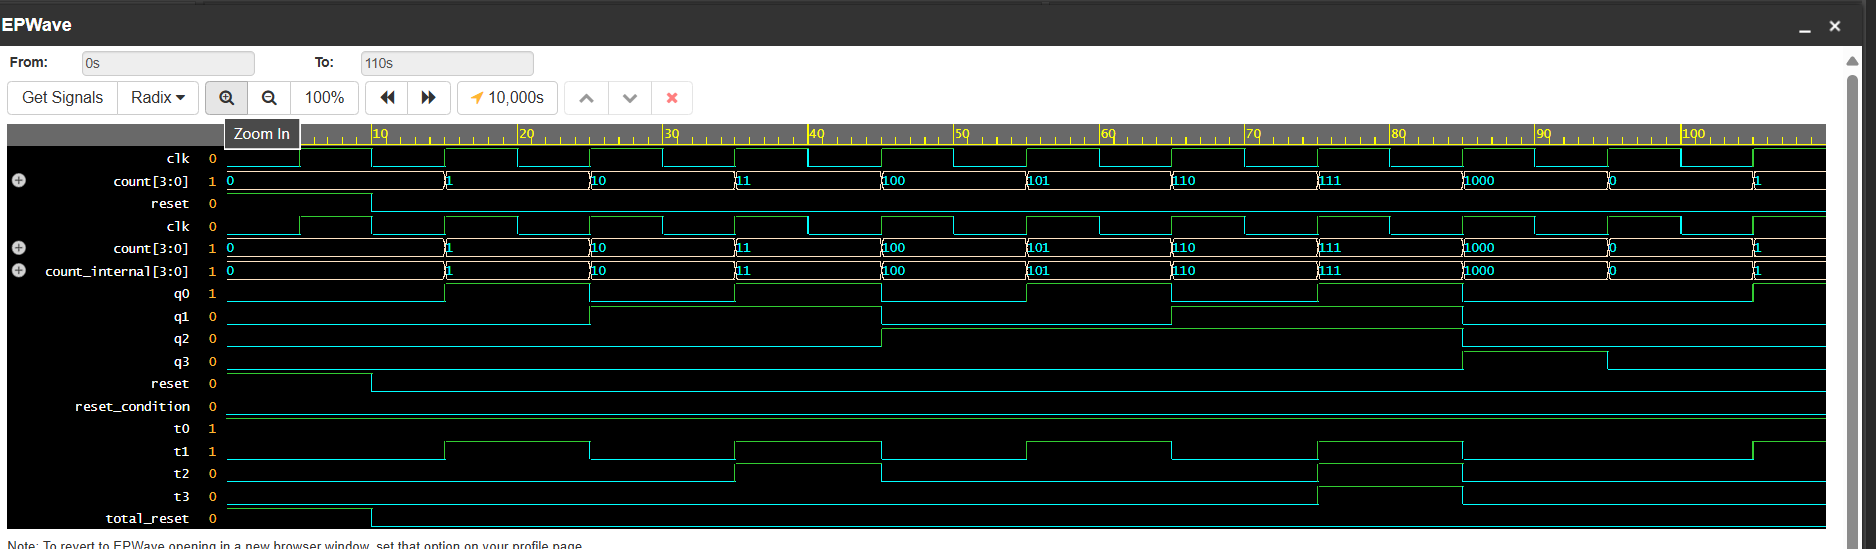 EPWave
From: 0s To: 110s
Get Signals Radix 100% 10,000s
Zoom In 10 20 30 40 50 60 70 80 90 100
clk 0
count[3:0] 1 0 1 10 11 100 101 110 111 1000 0 1
reset 0
clk 0
count[3:0] 1 0 1 10 11 100 101 110 111 1000 0 1
count_internal[3:0] 1 0 1 10 11 100 101 110 111 1000 0 1
q0 1
q1 0
q2 0
q3 0
reset 0
reset_condition 0
t0 1
t1 1
t2 0
t3 0
total_reset 0
Note: To revert to EPWave opening in a new browser window, set that option on your profile page.